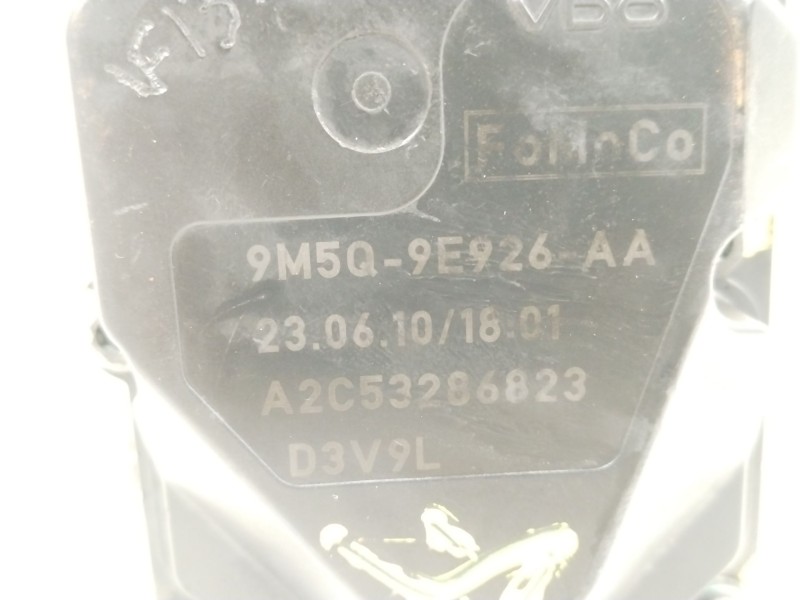 VDO
FoMoCo
9M5Q-9E926-AA
23.06.10/18:01
A2C53286823
D3V9L